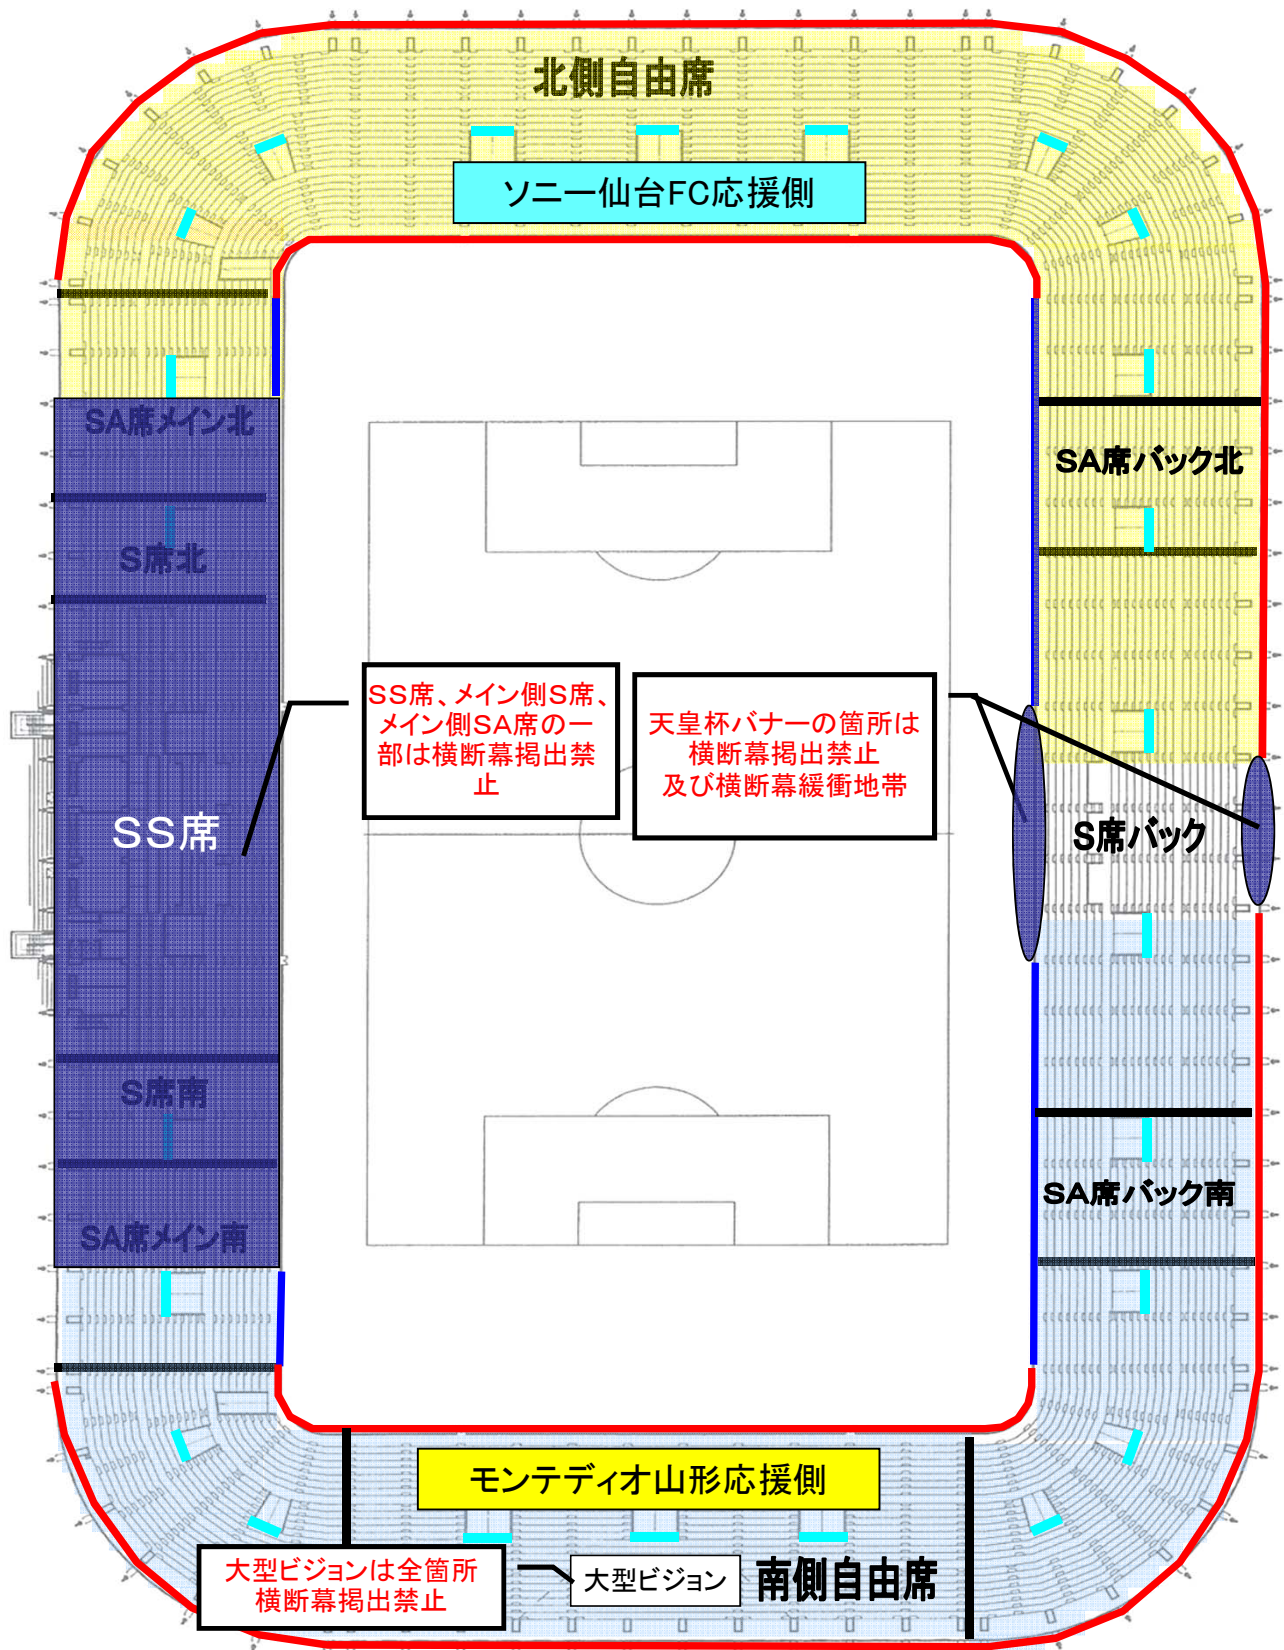 北側自由席
ソニー仙台FC応援側
SA席メイン北
SA席バック北
S席北
SS席、メイン側S席、
メイン側SA席の一
部は横断幕掲出禁
止
天皇杯バナーの箇所は
横断幕掲出禁止
及び横断幕緩衝地帯
SS席
S席バック
S席南
SA席バック南
SA席メイン南
モンテディオ山形応援側
大型ビジョンは全箇所
横断幕掲出禁止
大型ビジョン
南側自由席